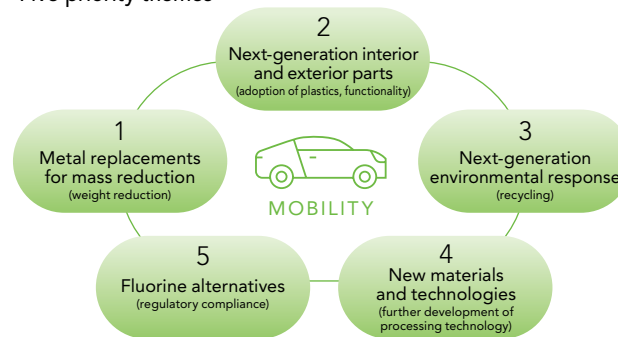 Five priority themes
1
Metal replacements
for mass reduction
(weight reduction)
2
Next-generation interior
and exterior parts
(adoption of plastics, functionality)
3
Next-generation
environmental response
(recycling)
4
New materials
and technologies
(further development of
processing technology)
5
Fluorine alternatives
(regulatory compliance)
MOBILITY